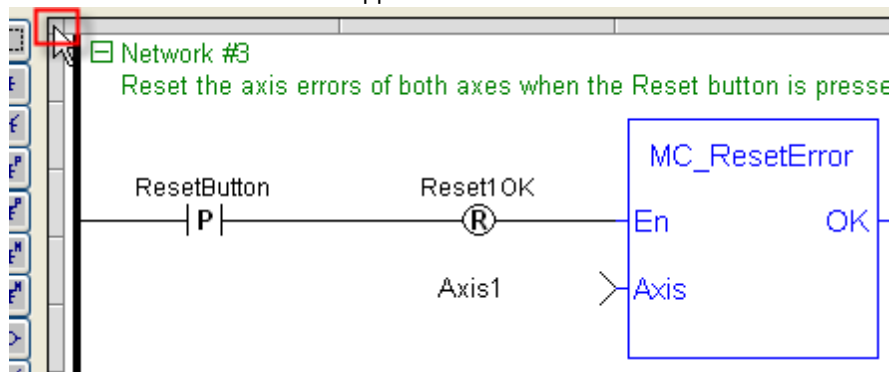 Network #3
Reset the axis errors of both axes when the Reset button is presse
MC_ResetError
ResetButton
Reset1OK
P
R
En
OK
Axis1
Axis